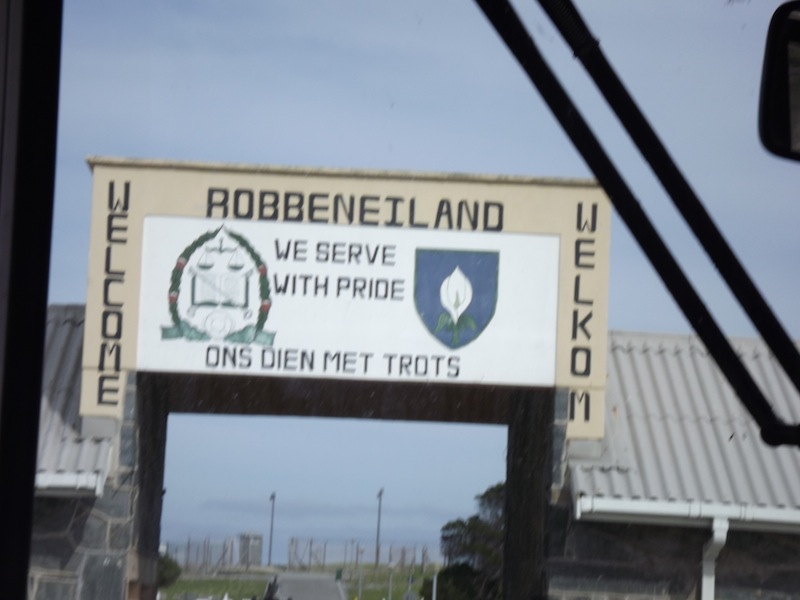 ROBBENEILAND
WELCOME
WE SERVE
WITH PRIDE
ONS DIEN MET TROTS
WELKOM